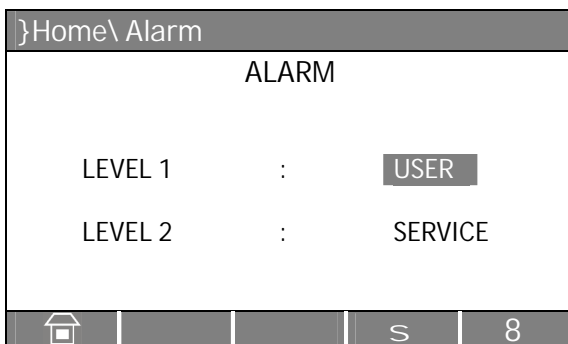 }Home\ Alarm
ALARM
LEVEL 1 : USER
LEVEL 2 : SERVICE
s 8